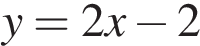 y = 2x − 2